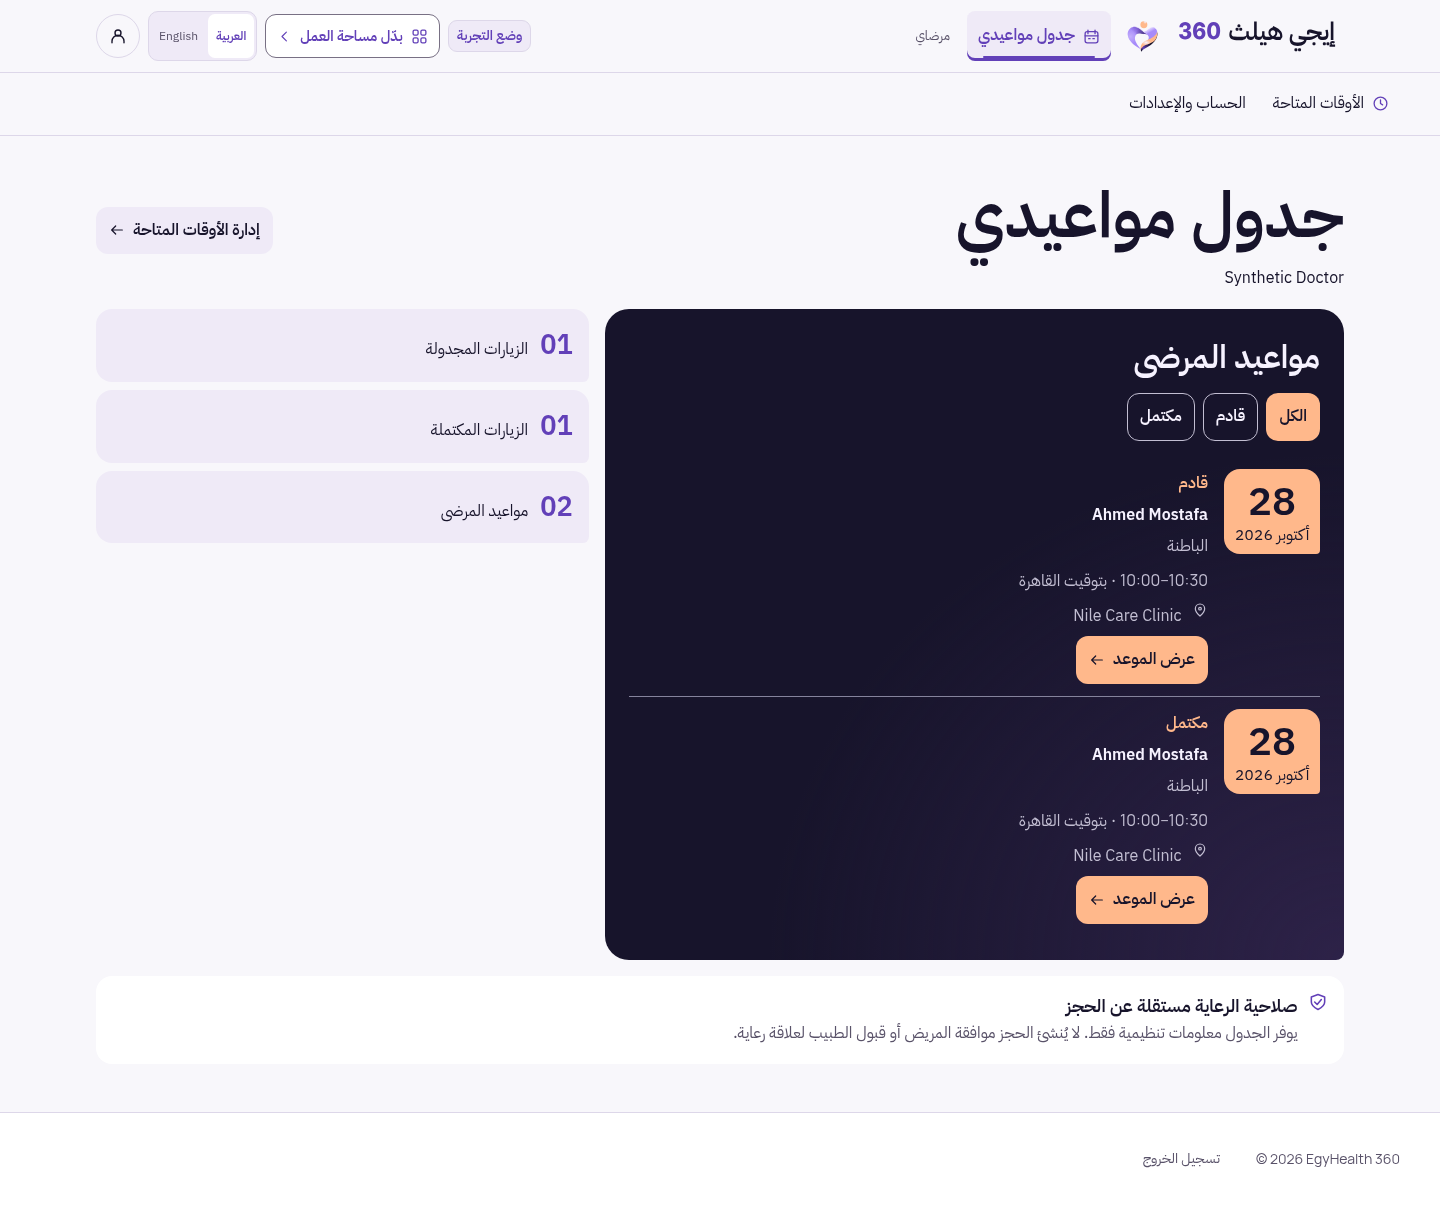 إيجي هيلث 360
جدول مواعيدي
مرضاي
وضع التجربة
بدّل مساحة العمل
العربية
English
الأوقات المتاحة
الحساب والإعدادات
جدول مواعيدي
Synthetic Doctor
إدارة الأوقات المتاحة
مواعيد المرضى
الكل
قادم
مكتمل
28
أكتوبر 2026
قادم
Ahmed Mostafa
الباطنة
10:00–10:30 · بتوقيت القاهرة
Nile Care Clinic
عرض الموعد
28
أكتوبر 2026
مكتمل
Ahmed Mostafa
الباطنة
10:00–10:30 · بتوقيت القاهرة
Nile Care Clinic
عرض الموعد
01 الزيارات المجدولة
01 الزيارات المكتملة
02 مواعيد المرضى
صلاحية الرعاية مستقلة عن الحجز
يوفر الجدول معلومات تنظيمية فقط. لا يُنشئ الحجز موافقة المريض أو قبول الطبيب لعلاقة رعاية.
© 2026 EgyHealth 360
تسجيل الخروج